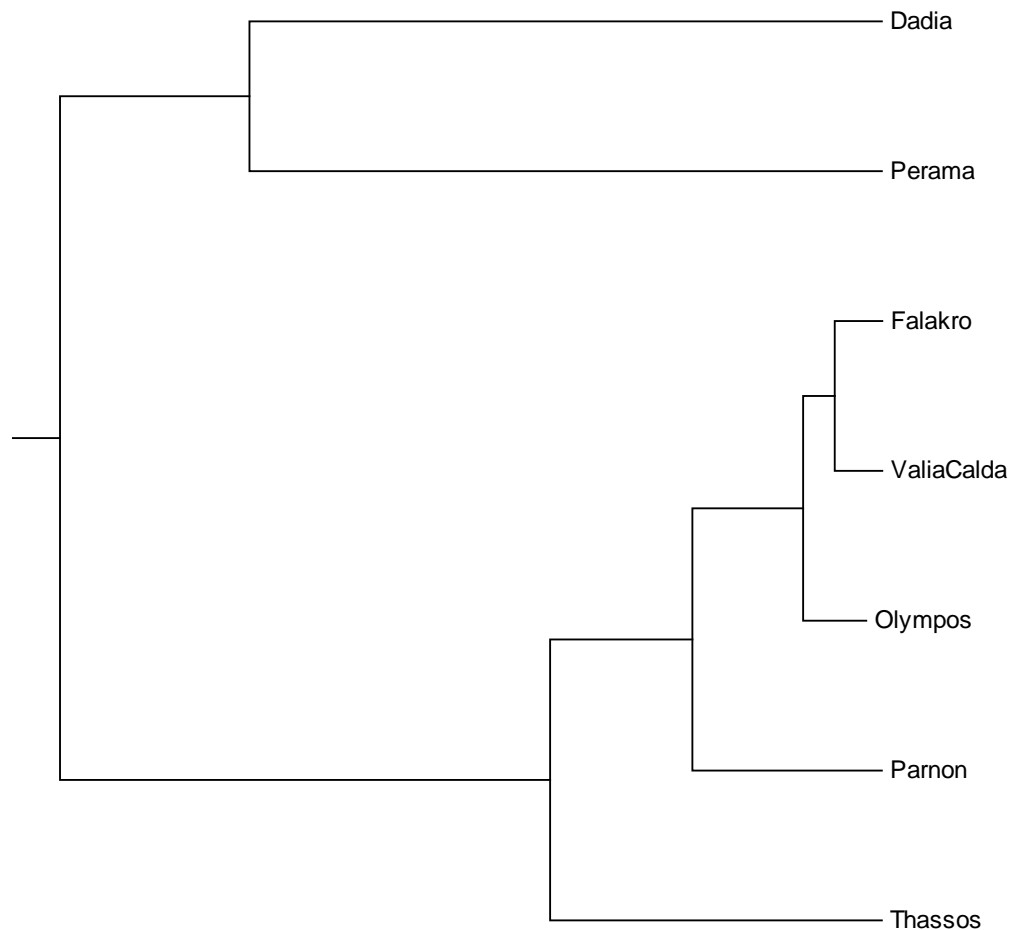 Dadia
Perama
Falakro
ValiaCalda
Olympos
Parnon
Thassos